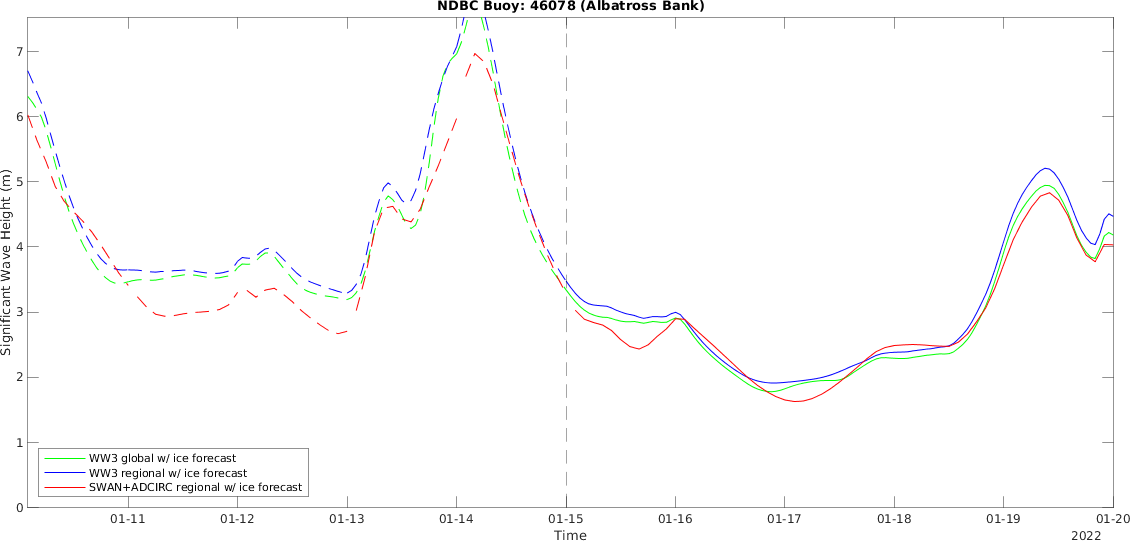 NDBC Buoy: 46078 (Albatross Bank)
Significant Wave Height (m)
7
6
5
4
3
2
1
0
WW3 global w/ ice forecast
WW3 regional w/ ice forecast
SWAN+ADCIRC regional w/ ice forecast
01-11 01-12 01-13 01-14 01-15 01-16 01-17 01-18 01-19 01-20
Time
2022